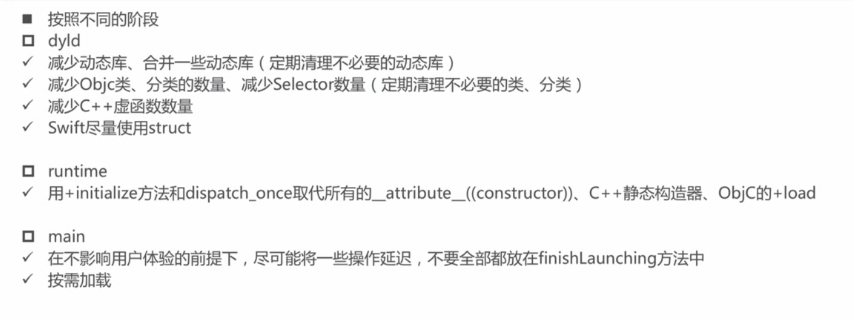 ■ 按照不同的阶段
□ dyld
✓ 减少动态库、合并一些动态库（定期清理不必要的动态库）
✓ 减少Objc类、分类的数量、减少Selector数量（定期清理不必要的类、分类）
✓ 减少C++虚函数数量
✓ Swift尽量使用struct
□ runtime
✓ 用+initialize方法和dispatch_once取代所有的__attribute__((constructor))、C++静态构造器、ObjC的+load
□ main
✓ 在不影响用户体验的前提下，尽可能将一些操作延迟，不要全部都放在finishLaunching方法中
✓ 按需加载